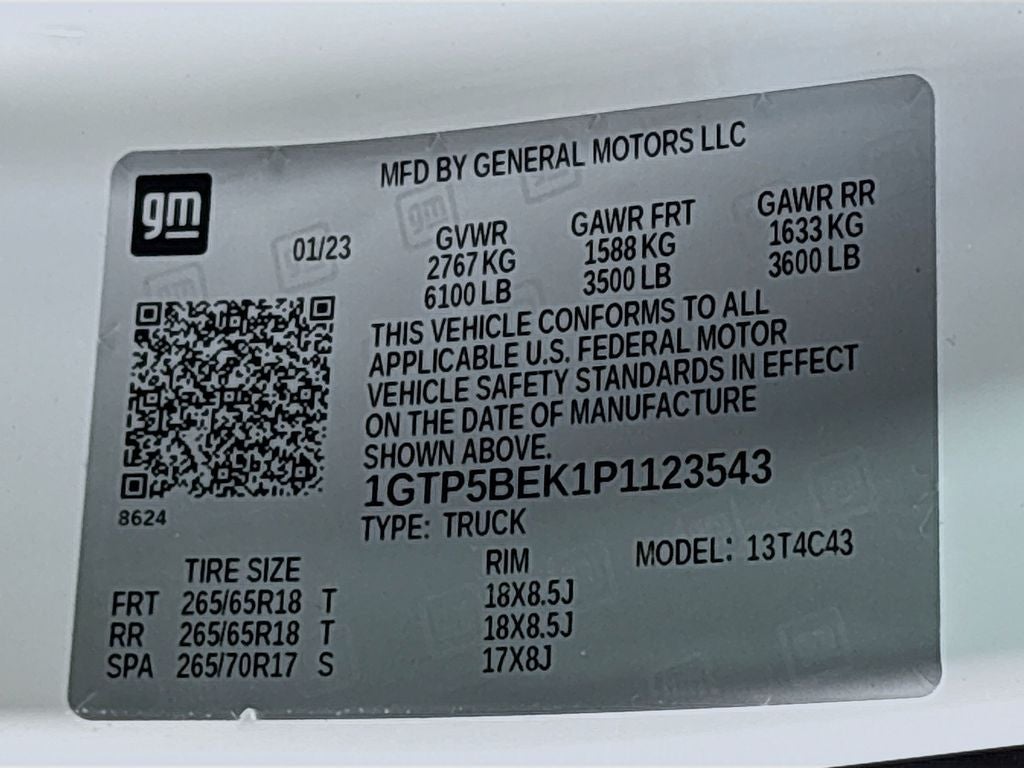 MFD BY GENERAL MOTORS LLC
gm
01/23
GVWR GAWR FRT GAWR RR
2767 KG 1588 KG 1633 KG
6100 LB 3500 LB 3600 LB
THIS VEHICLE CONFORMS TO ALL
APPLICABLE U.S. FEDERAL MOTOR
VEHICLE SAFETY STANDARDS IN EFFECT
ON THE DATE OF MANUFACTURE
SHOWN ABOVE.
1GTP5BEK1P1123543
8624
TYPE: TRUCK
MODEL: 13T4C43
TIRE SIZE RIM
FRT 265/65R18 T 18X8.5J
RR 265/65R18 T 18X8.5J
SPA 265/70R17 S 17X8J